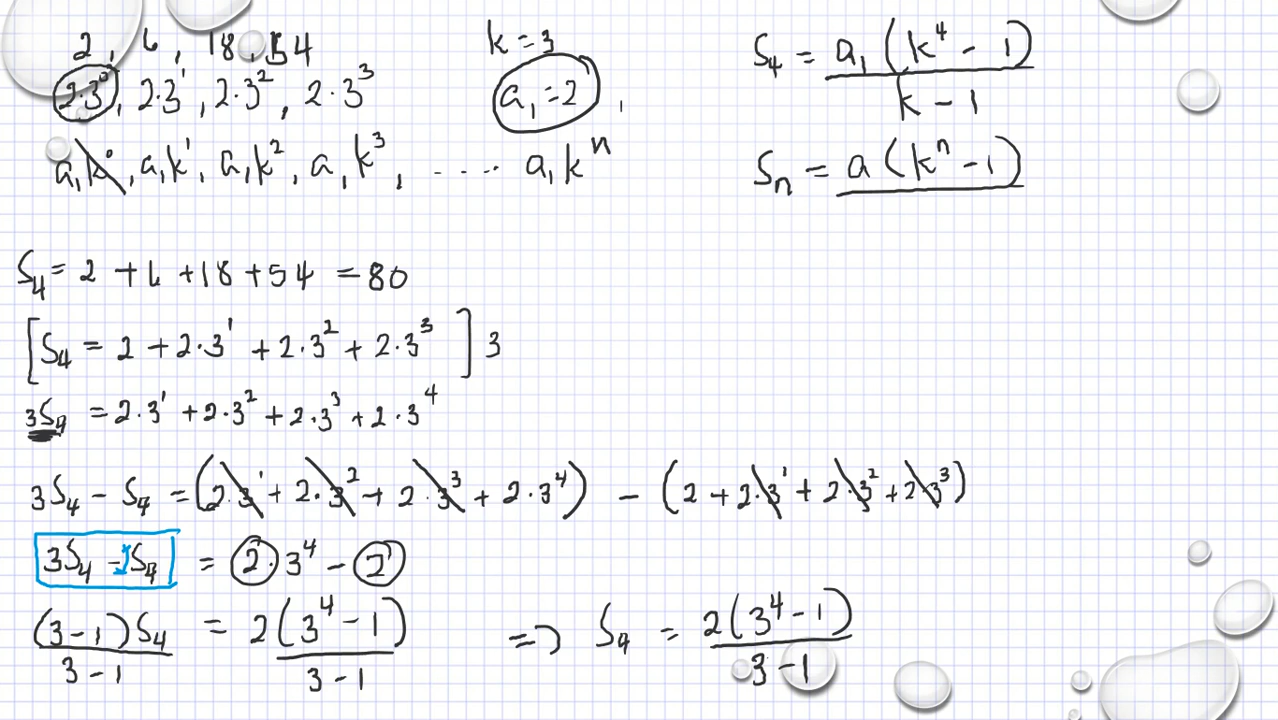 2, 6, 18, 54
k = 3
2·3⁰, 2·3¹, 2·3², 2·3³
a₁ = 2
a₁k⁰, a₁k¹, a₁k², a₁k³, .... a₁kⁿ
S₄ = a₁(k⁴ - 1) / k - 1
Sₙ = a(kⁿ - 1)
S₄ = 2 + 6 + 18 + 54 = 80
[S₄ = 2 + 2·3¹ + 2·3² + 2·3³] 3
3S₄ = 2·3¹ + 2·3² + 2·3³ + 2·3⁴
3S₄ - S₄ = (2·3¹ + 2·3² + 2·3³ + 2·3⁴) - (2 + 2·3¹ + 2·3² + 2·3³)
3S₄ - 1S₄ = 2·3⁴ - 2
(3-1)S₄ / 3-1 = 2(3⁴ - 1) / 3-1 => S₄ = 2(3⁴ - 1) / 3-1